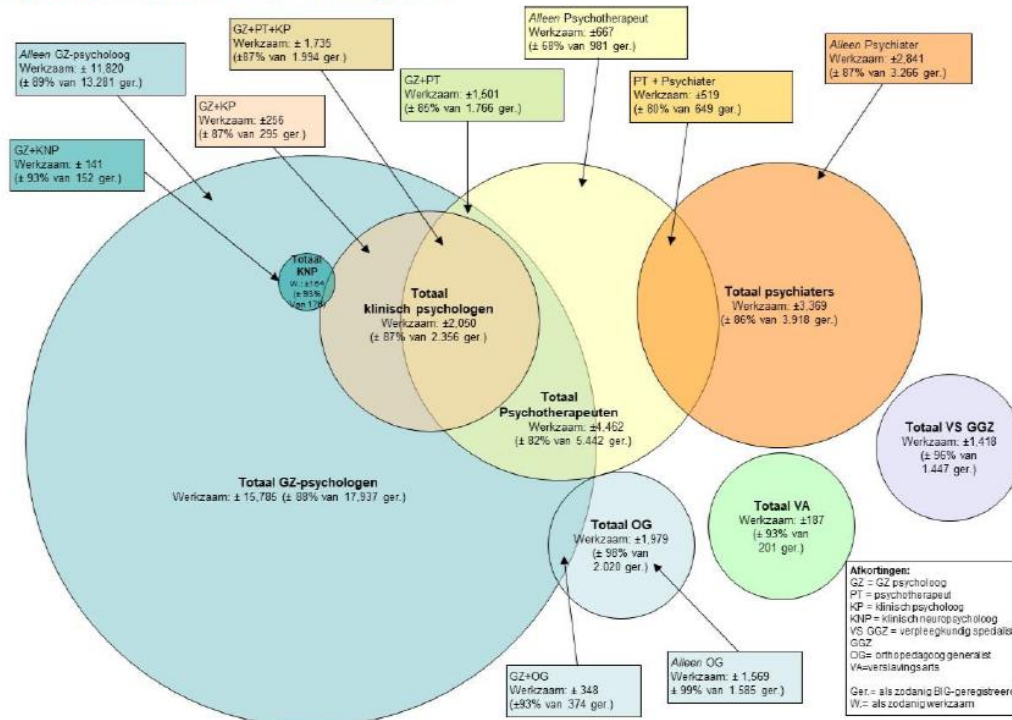 Alleen GZ-psycholoog
Werkzaam: ± 11,820
(± 89% van 13.281 ger.)
GZ+PT+KP
Werkzaam: ± 1,735
(±87% van 1.994 ger.)
Alleen Psychotherapeut
Werkzaam: ±667
(± 68% van 981 ger.)
Alleen Psychiater
Werkzaam: ±2,841
(± 87% van 3.266 ger.)
GZ+KP
Werkzaam: ±256
(± 87% van 295 ger.)
GZ+PT
Werkzaam: ±1,501
(± 85% van 1.766 ger.)
PT + Psychiater
Werkzaam: ±519
(± 80% van 649 ger.)
GZ+KNP
Werkzaam: ± 141
(± 93% van 152 ger.)
Totaal
KNP
W.: ±164
(± 93%
Van 176)
Totaal
klinisch psychologen
Werkzaam: ±2,050
(± 87% van 2.356 ger.)
Totaal psychiaters
Werkzaam: ±3,369
(± 86% van 3.918 ger.)
Totaal
Psychotherapeuten
Werkzaam: ±4,462
(± 82% van 5.442 ger.)
Totaal VS GGZ
Werkzaam: ±1,418
(± 96% van
1.447 ger.)
Totaal GZ-psychologen
Werkzaam: ± 15,785 (± 88% van 17,937 ger.)
Totaal OG
Werkzaam: ±1,979
(± 98% van
2.020 ger.)
Totaal VA
Werkzaam: ±187
(± 93% van
201 ger.)
GZ+OG
Werkzaam: ± 348
(±93% van 374 ger.)
Alleen OG
Werkzaam: ± 1,569
± 99% van 1.585 ger.)
Afkortingen:
GZ = GZ psycholoog
PT = psychotherapeut
KP = klinisch psycholoog
KNP = klinisch neuropsycholoog
VS GGZ = verpleegkundig specialist
GGZ
OG= orthopedagoog generalist
VA=verslavingsarts
Ger.= als zodanig BIG-geregistreerd
W.= als zodanig werkzaam